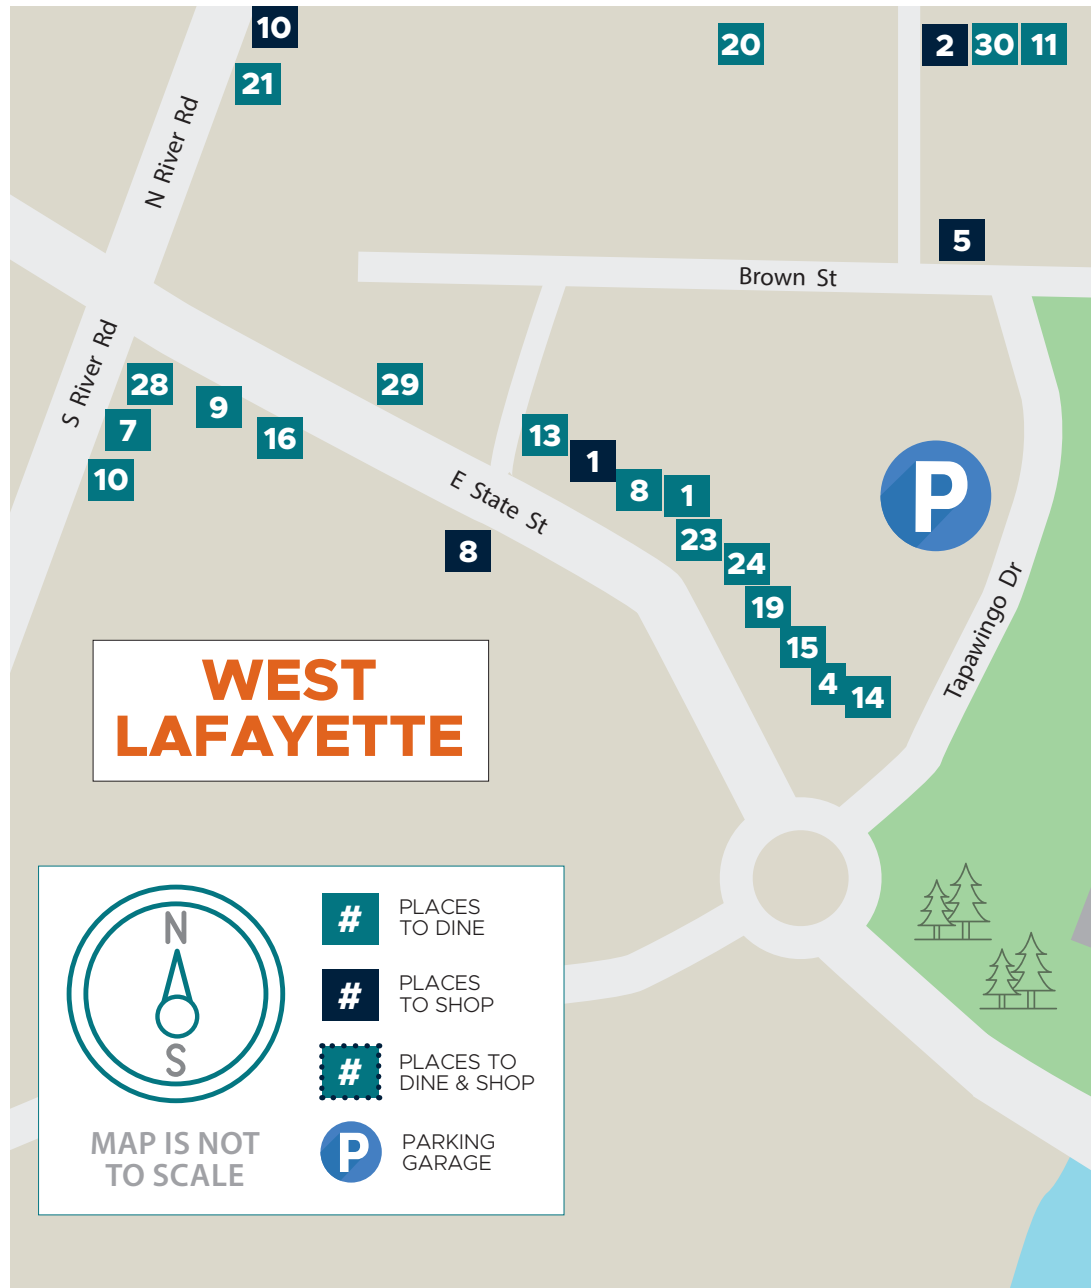 10
20
2
30
11
21
N River Rd
5
Brown St
S River Rd
28
29
9
7
13
16
1
10
8
1
E State St
23
8
24
19
Tapawingo Dr
15
4
14
P
WEST
LAFAYETTE
N
S
MAP IS NOT
TO SCALE
# PLACES
TO DINE
# PLACES
TO SHOP
# PLACES TO
DINE & SHOP
P PARKING
GARAGE